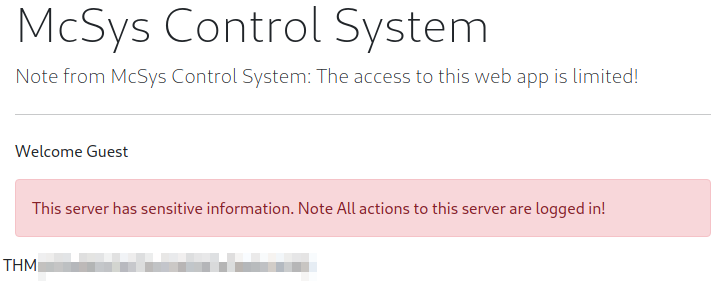 McSys Control System
Note from McSys Control System: The access to this web app is limited!
Welcome Guest
This server has sensitive information. Note All actions to this server are logged in!
THM